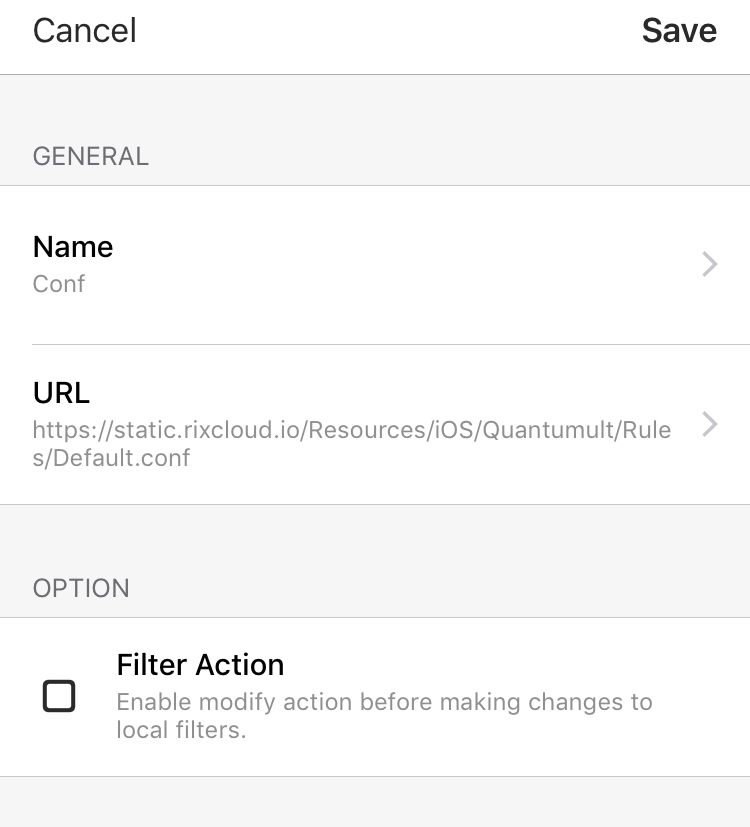 Cancel
Save
GENERAL
Name
Conf
URL
https://static.rixcloud.io/Resources/iOS/Quantumult/Rule
s/Default.conf
OPTION
Filter Action
Enable modify action before making changes to
local filters.